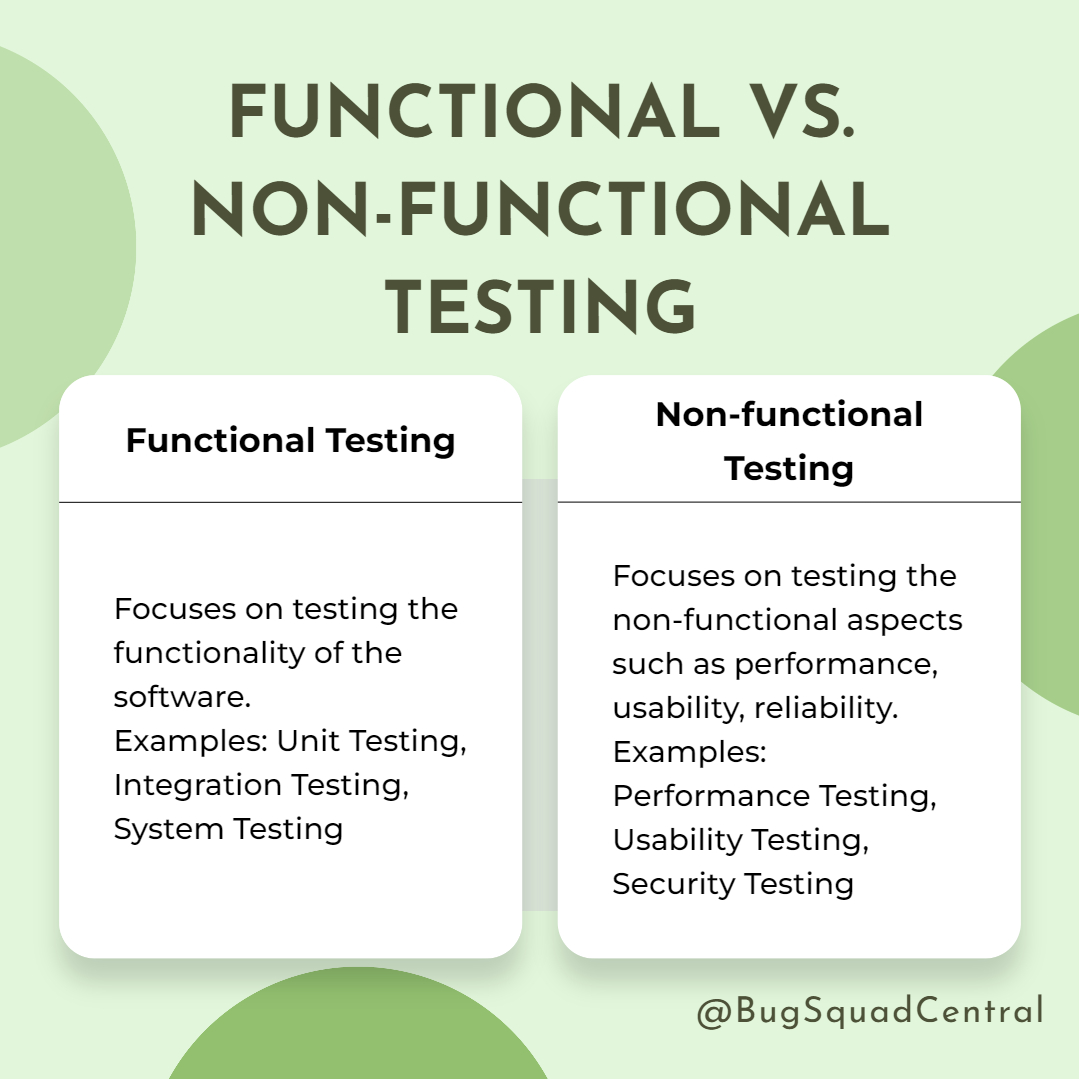 FUNCTIONAL VS.
NON-FUNCTIONAL
TESTING
Functional Testing
Focuses on testing the
functionality of the
software.
Examples: Unit Testing,
Integration Testing,
System Testing
Non-functional
Testing
Focuses on testing the
non-functional aspects
such as performance,
usability, reliability.
Examples:
Performance Testing,
Usability Testing,
Security Testing
@BugSquadCentral